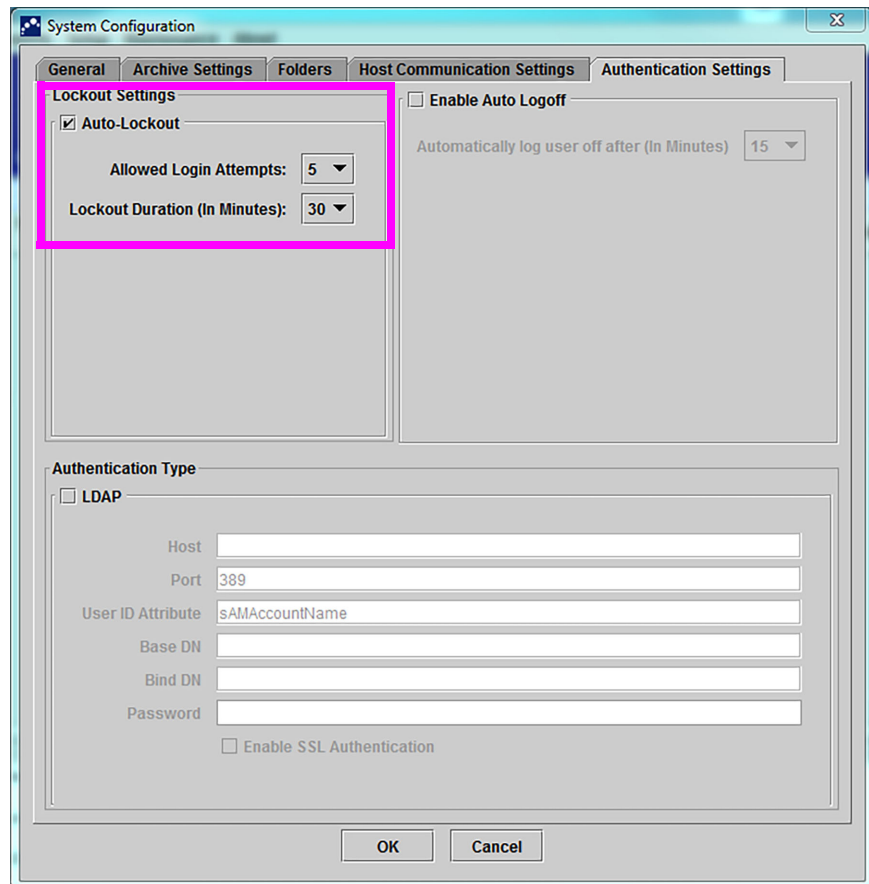 System Configuration
General Archive Settings Folders Host Communication Settings Authentication Settings
Lockout Settings
Auto-Lockout
Allowed Login Attempts: 5
Lockout Duration (In Minutes): 30
Enable Auto Logoff
Automatically log user off after (In Minutes) 15
Authentication Type
LDAP
Host
Port 389
User ID Attribute sAMAccountName
Base DN
Bind DN
Password
Enable SSL Authentication
OK Cancel